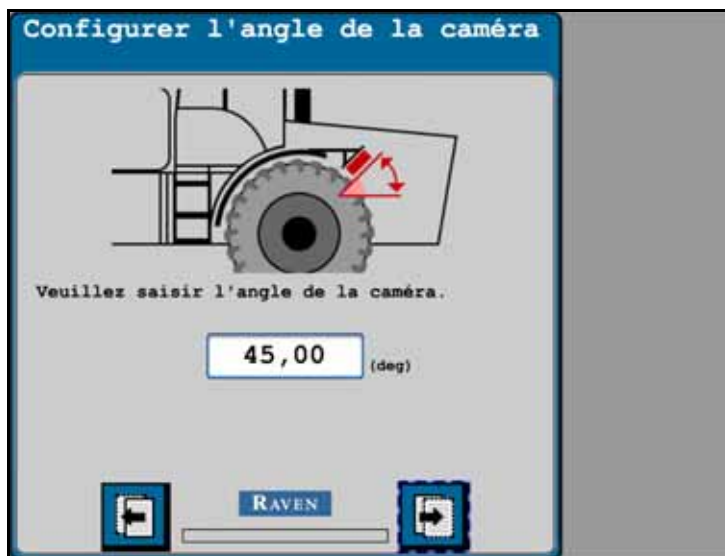 Configurer l'angle de la caméra
Veuillez saisir l'angle de la caméra.
45,00 (deg)
RAVEN